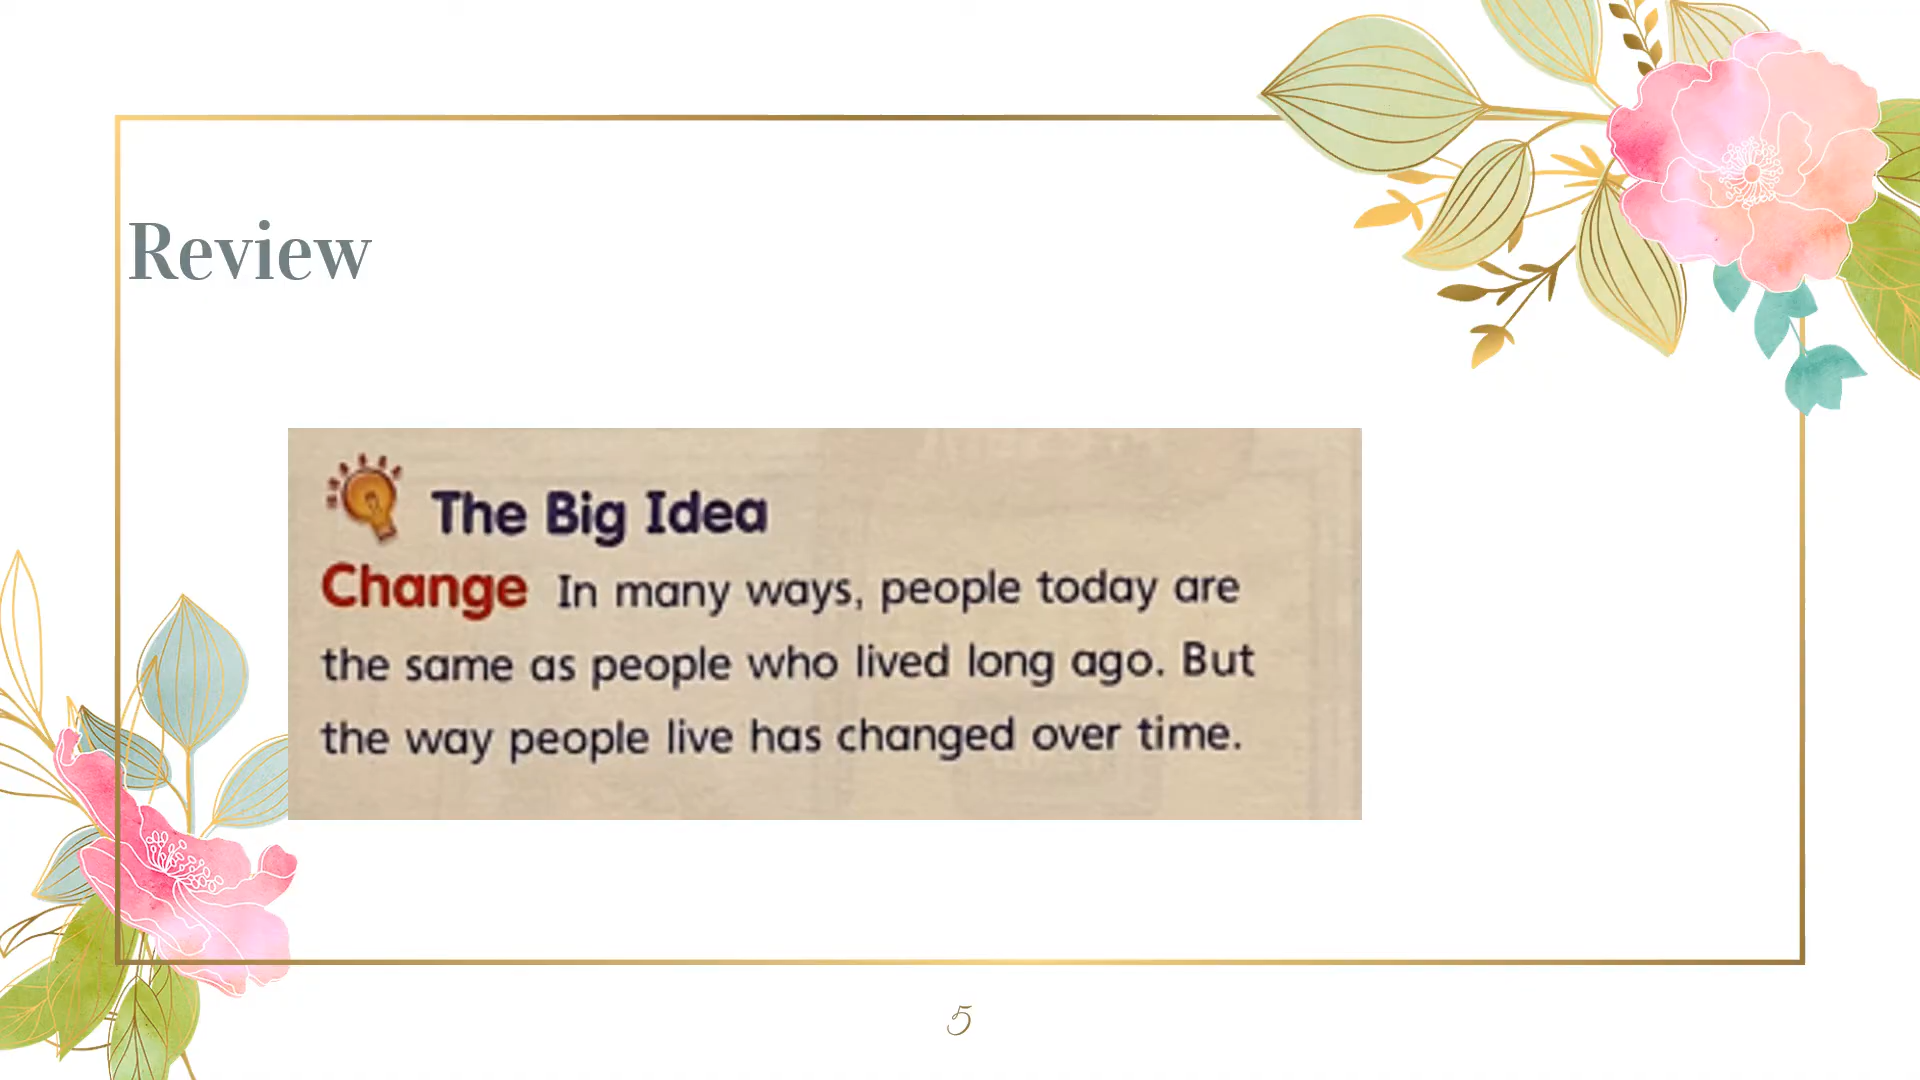 Review
The Big Idea
Change In many ways, people today are
the same as people who lived long ago. But
the way people live has changed over time.
5